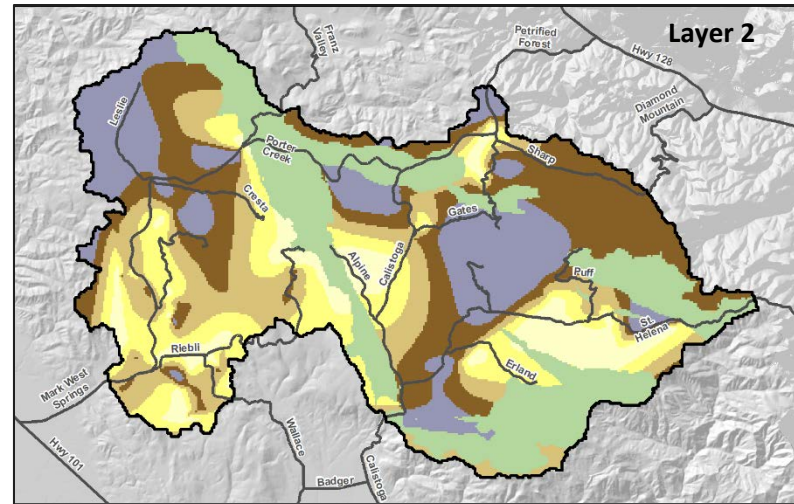 Layer 2
Franz
Valley
Petrified
Forest
Hwy 128
Diamond
Mountain
Leslie
Porter
Creek
Sharp
Cresta
Gates
Alpine
Calistoga
Puff
St.
Helena
Erland
Riebli
Mark West
Springs
Hwy 101
Wallace
Badger
Calistoga